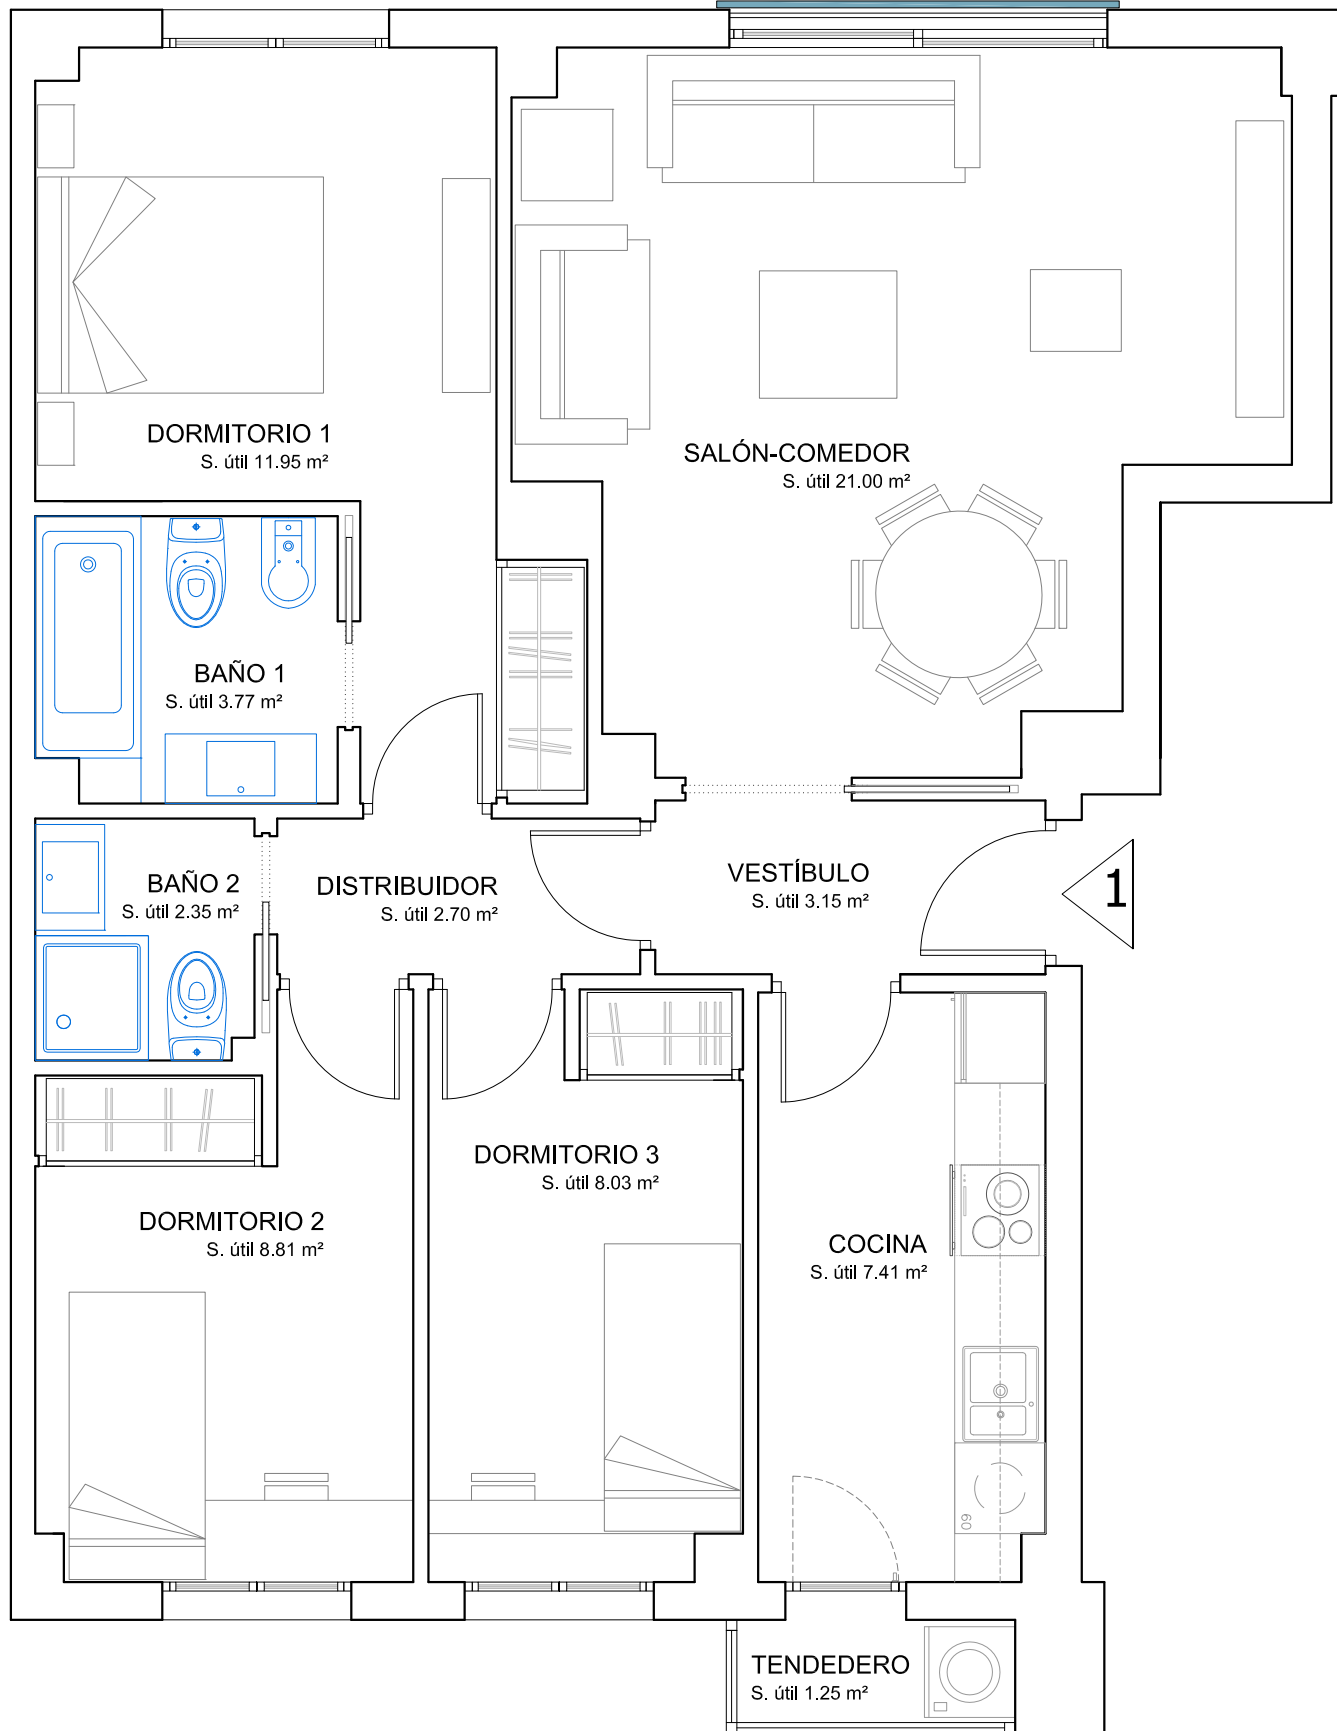 DORMITORIO 1
S. útil 11.95 m²
SALÓN-COMEDOR
S. útil 21.00 m²
BAÑO 1
S. útil 3.77 m²
BAÑO 2
S. útil 2.35 m²
DISTRIBUIDOR
S. útil 2.70 m²
VESTÍBULO
S. útil 3.15 m²
1
DORMITORIO 3
S. útil 8.03 m²
DORMITORIO 2
S. útil 8.81 m²
COCINA
S. útil 7.41 m²
60
TENDEDERO
S. útil 1.25 m²